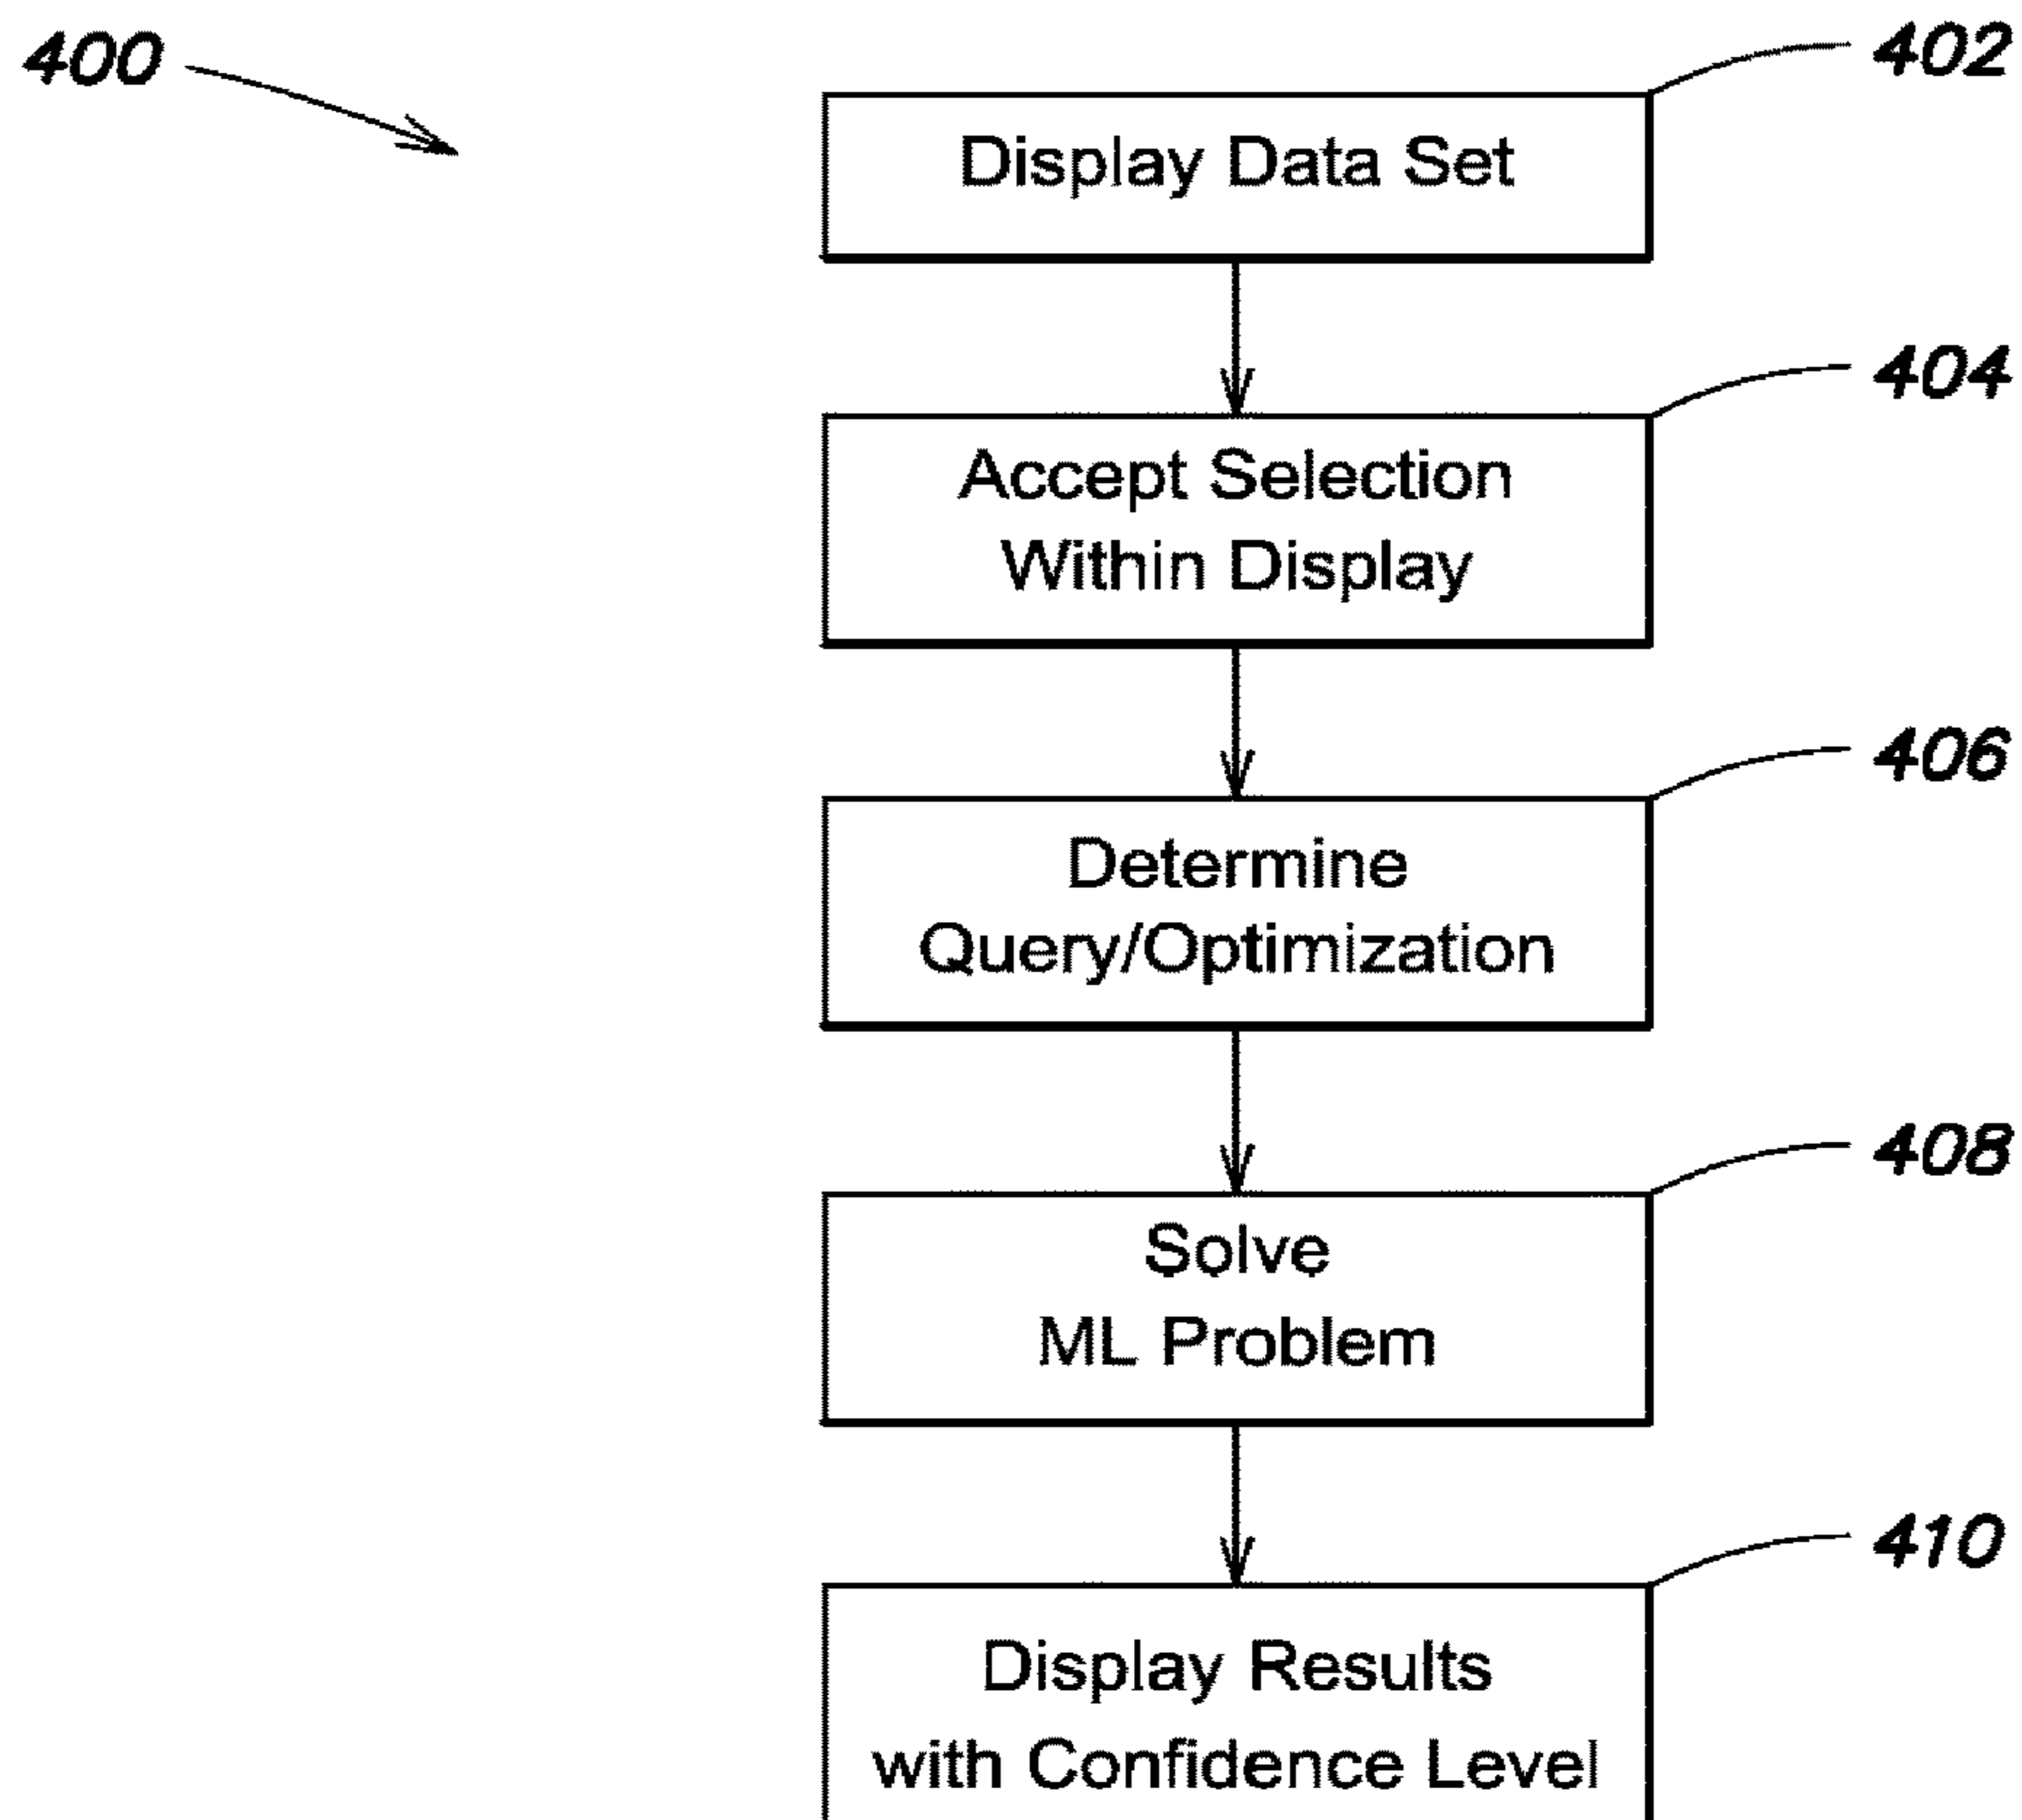 400
402
Display Data Set
404
Accept Selection
Within Display
406
Determine
Query/Optimization
408
Solve
ML Problem
410
Display Results
with Confidence Level